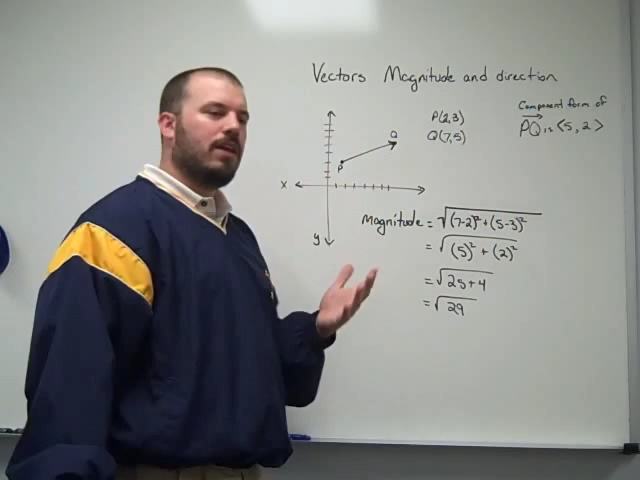 Vectors Magnitude and direction
P(2,3)
Q(7,5)
Component form of
PQ is <5, 2>
Q
P
x
y
Magnitude = √(7-2)² + (5-3)²
= √(5)² + (2)²
= √25+4
= √29